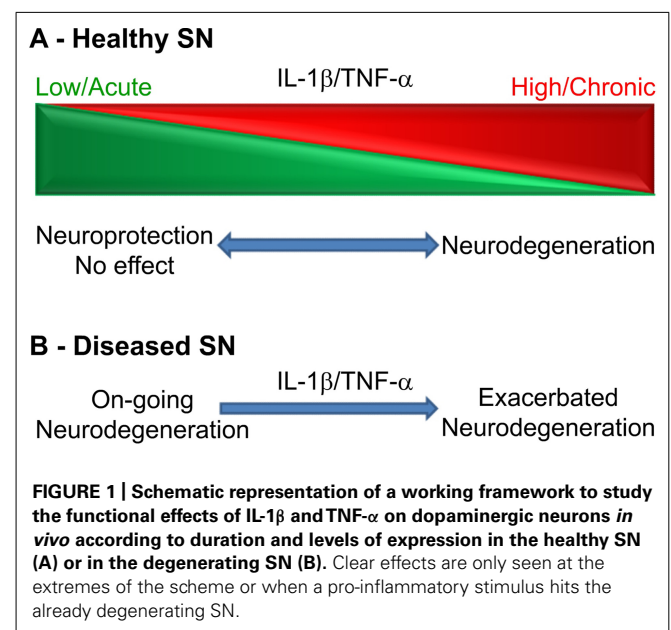 A - Healthy SN
Low/Acute IL-1β/TNF-α High/Chronic
Neuroprotection
No effect
Neurodegeneration
B - Diseased SN
IL-1β/TNF-α
On-going
Neurodegeneration
Exacerbated
Neurodegeneration
FIGURE 1 | Schematic representation of a working framework to study
the functional effects of IL-1β and TNF-α on dopaminergic neurons in
vivo according to duration and levels of expression in the healthy SN
(A) or in the degenerating SN (B). Clear effects are only seen at the
extremes of the scheme or when a pro-inflammatory stimulus hits the
already degenerating SN.